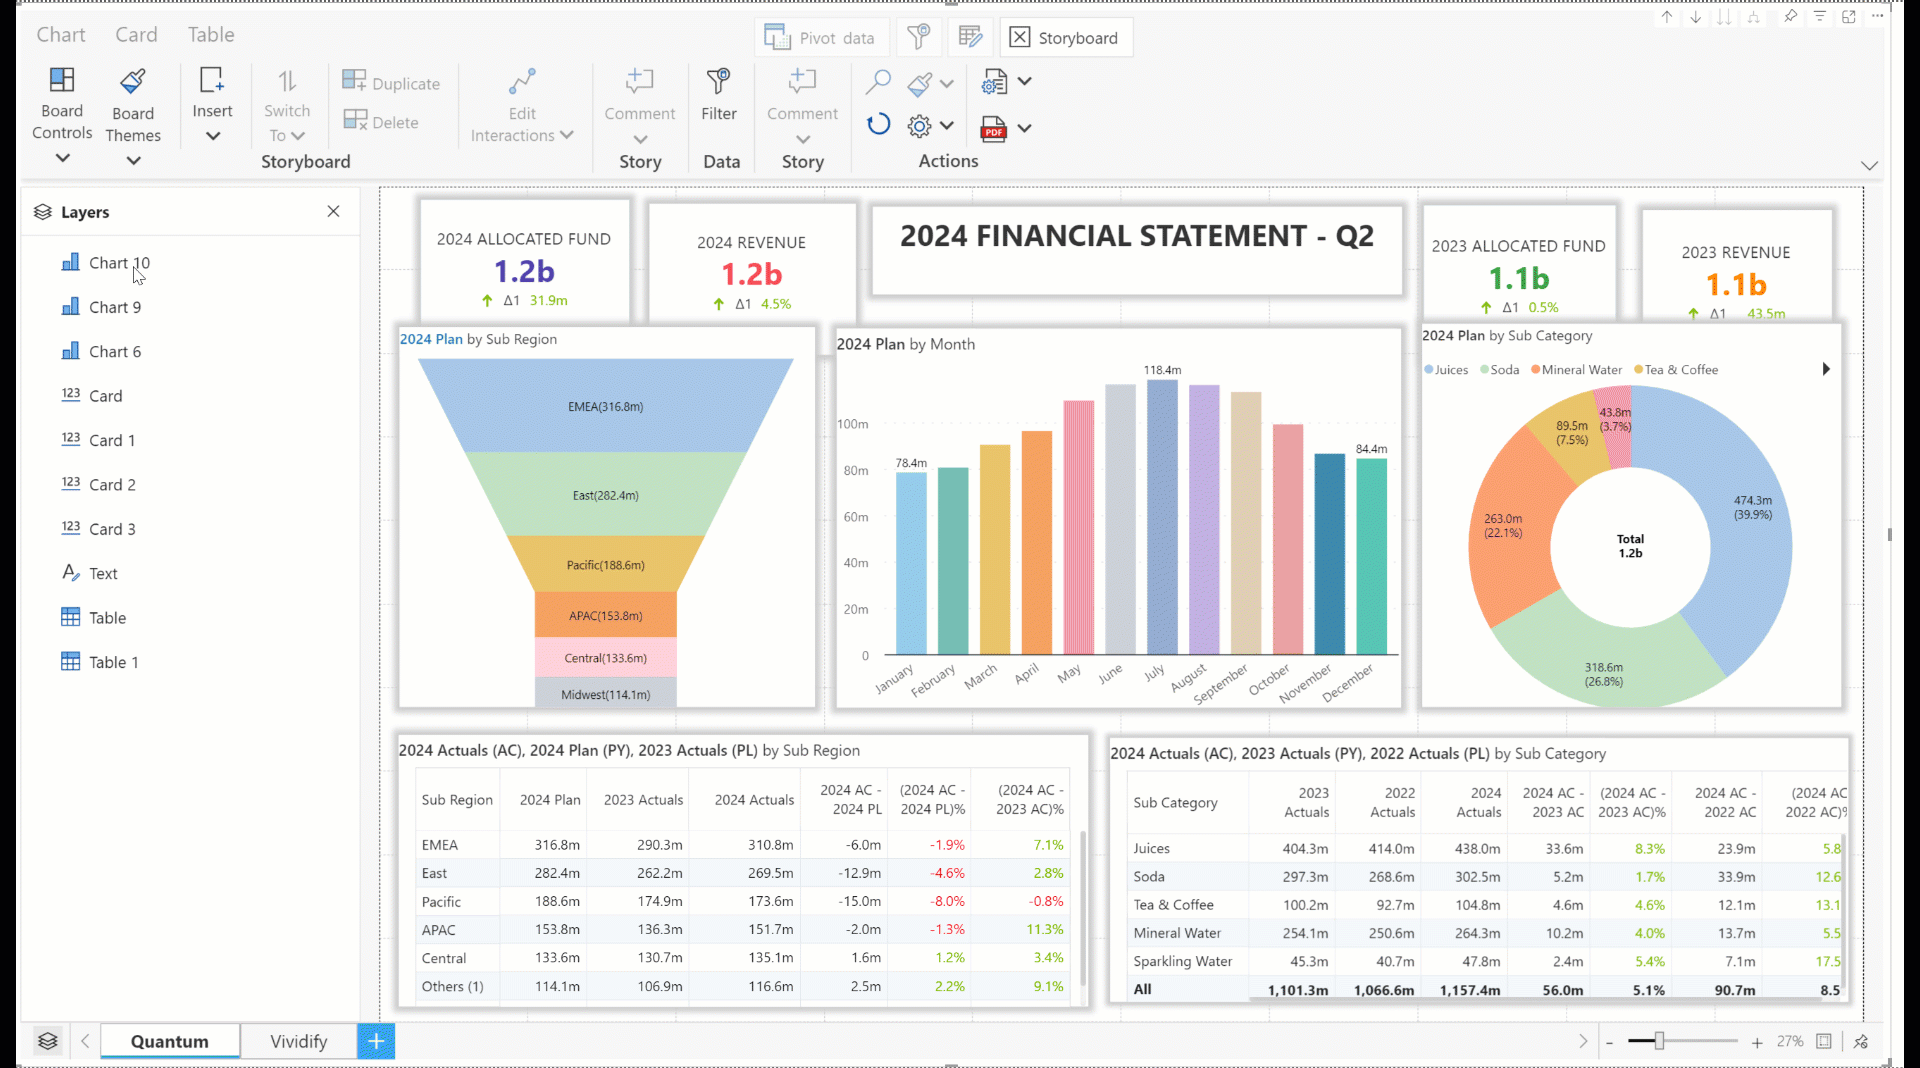 Chart Card Table
Pivot data
Storyboard
Board Controls
Board Themes
Insert
Switch To
Duplicate
Delete
Edit Interactions
Comment
Filter
Comment
PDF
Storyboard
Story
Data
Story
Actions
Layers
Chart 10
Chart 9
Chart 6
123 Card
123 Card 1
123 Card 2
123 Card 3
Text
Table
Table 1
2024 ALLOCATED FUND
1.2b
Δ1 31.9m
2024 REVENUE
1.2b
Δ1 4.5%
2024 FINANCIAL STATEMENT - Q2
2023 ALLOCATED FUND
1.1b
Δ1 0.5%
2023 REVENUE
1.1b
Δ1 43.5m
2024 Plan by Sub Region
EMEA(316.8m)
East(282.4m)
Pacific(188.6m)
APAC(153.8m)
Central(133.6m)
Midwest(114.1m)
2024 Plan by Month
118.4m
100m
78.4m
84.4m
80m
60m
40m
20m
0
January February March April May June July August September October November December
2024 Plan by Sub Category
Juices Soda Mineral Water Tea & Coffee
43.8m
(3.7%)
89.5m
(7.5%)
474.3m
(39.9%)
263.0m
(22.1%)
Total
1.2b
318.6m
(26.8%)
2024 Actuals (AC), 2024 Plan (PY), 2023 Actuals (PL) by Sub Region
Sub Region 2024 Plan 2023 Actuals 2024 Actuals 2024 AC - 2024 PL (2024 AC - 2024 PL)% (2024 AC - 2023 AC)%
EMEA 316.8m 290.3m 310.8m -6.0m -1.9% 7.1%
East 282.4m 262.2m 269.5m -12.9m -4.6% 2.8%
Pacific 188.6m 174.9m 173.6m -15.0m -8.0% -0.8%
APAC 153.8m 136.3m 151.7m -2.0m -1.3% 11.3%
Central 133.6m 130.7m 135.1m 1.6m 1.2% 3.4%
Others (1) 114.1m 106.9m 116.6m 2.5m 2.2% 9.1%
2024 Actuals (AC), 2023 Actuals (PY), 2022 Actuals (PL) by Sub Category
Sub Category 2023 Actuals 2022 Actuals 2024 Actuals 2024 AC - 2023 AC (2024 AC - 2023 AC)% 2024 AC - 2022 AC (2024 AC 2022 AC)%
Juices 404.3m 414.0m 438.0m 33.6m 8.3% 23.9m 5.8
Soda 297.3m 268.6m 302.5m 5.2m 1.7% 33.9m 12.6
Tea & Coffee 100.2m 92.7m 104.8m 4.6m 4.6% 12.1m 13.1
Mineral Water 254.1m 250.6m 264.3m 10.2m 4.0% 13.7m 5.5
Sparkling Water 45.3m 40.7m 47.8m 2.4m 5.4% 7.1m 17.5
All 1,101.3m 1,066.6m 1,157.4m 56.0m 5.1% 90.7m 8.5
Quantum
Vividify
+
- + 27%